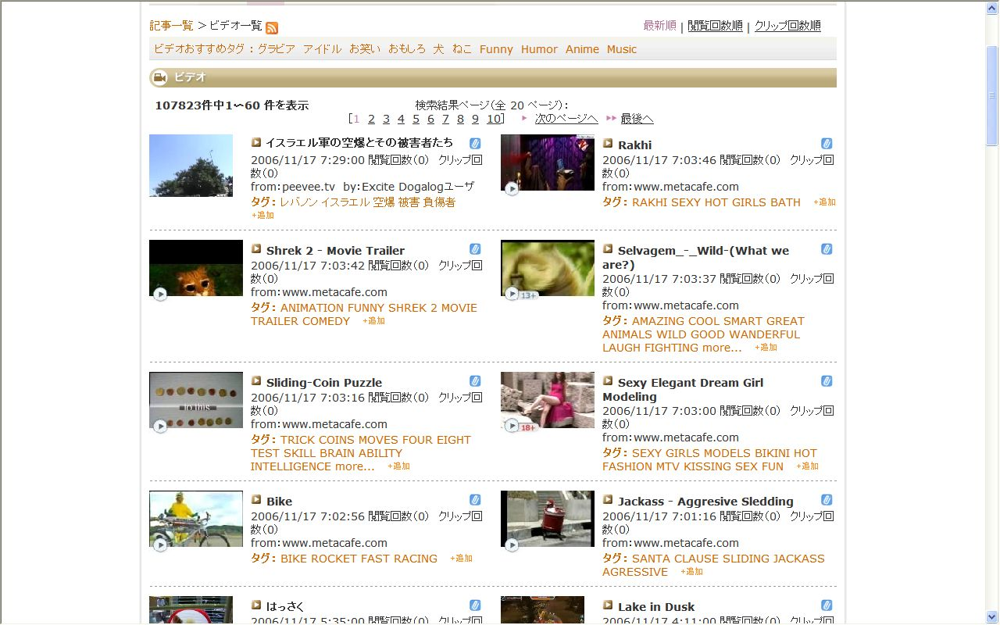 記事一覧 > ビデオ一覧
最新順 | 閲覧回数順 | クリップ回数順
ビデオおすすめタグ : グラビア アイドル お笑い おもしろ 犬 ねこ Funny Humor Anime Music
ビデオ
107823件中1〜60 件を表示
検索結果ページ(全 20 ページ):
[1 2 3 4 5 6 7 8 9 10] 次のページへ 最後へ
イスラエル軍の空爆とその被害者たち
2006/11/17 7:29:00 閲覧回数(0) クリップ回
数(0)
from:peevee.tv by:Excite Dogalogユーザ
タグ: レバノン イスラエル 空爆 被害 負傷者
+追加
Rakhi
2006/11/17 7:03:46 閲覧回数(0) クリップ回
数(0)
from:www.metacafe.com
タグ: RAKHI SEXY HOT GIRLS BATH +追加
Shrek 2 - Movie Trailer
2006/11/17 7:03:42 閲覧回数(0) クリップ回
数(0)
from:www.metacafe.com
タグ: ANIMATION FUNNY SHREK 2 MOVIE
TRAILER COMEDY +追加
13+
Selvagem_-_Wild-(What we
are?)
2006/11/17 7:03:37 閲覧回数(0) クリップ回
数(0)
from:www.metacafe.com
タグ: AMAZING COOL SMART GREAT
ANIMALS WILD GOOD WANDERFUL
LAUGH FIGHTING more... +追加
to this
Sliding-Coin Puzzle
2006/11/17 7:03:16 閲覧回数(0) クリップ回
数(0)
from:www.metacafe.com
タグ: TRICK COINS MOVES FOUR EIGHT
TEST SKILL BRAIN ABILITY
INTELLIGENCE more... +追加
18+
Sexy Elegant Dream Girl
Modeling
2006/11/17 7:03:00 閲覧回数(0) クリップ回
数(0)
from:www.metacafe.com
タグ: SEXY GIRLS MODELS BIKINI HOT
FASHION MTV KISSING SEX FUN +追加
Bike
2006/11/17 7:02:56 閲覧回数(0) クリップ回
数(0)
from:www.metacafe.com
タグ: BIKE ROCKET FAST RACING +追加
Jackass - Aggresive Sledding
2006/11/17 7:01:16 閲覧回数(0) クリップ回
数(0)
from:www.metacafe.com
タグ: SANTA CLAUSE SLIDING JACKASS
AGRESSIVE +追加
はっさく
2006/11/17 5:35:00 閲覧回数(0) クリップ回
Lake in Dusk
2006/11/17 4:11:00 閲覧回数(0) クリップ回